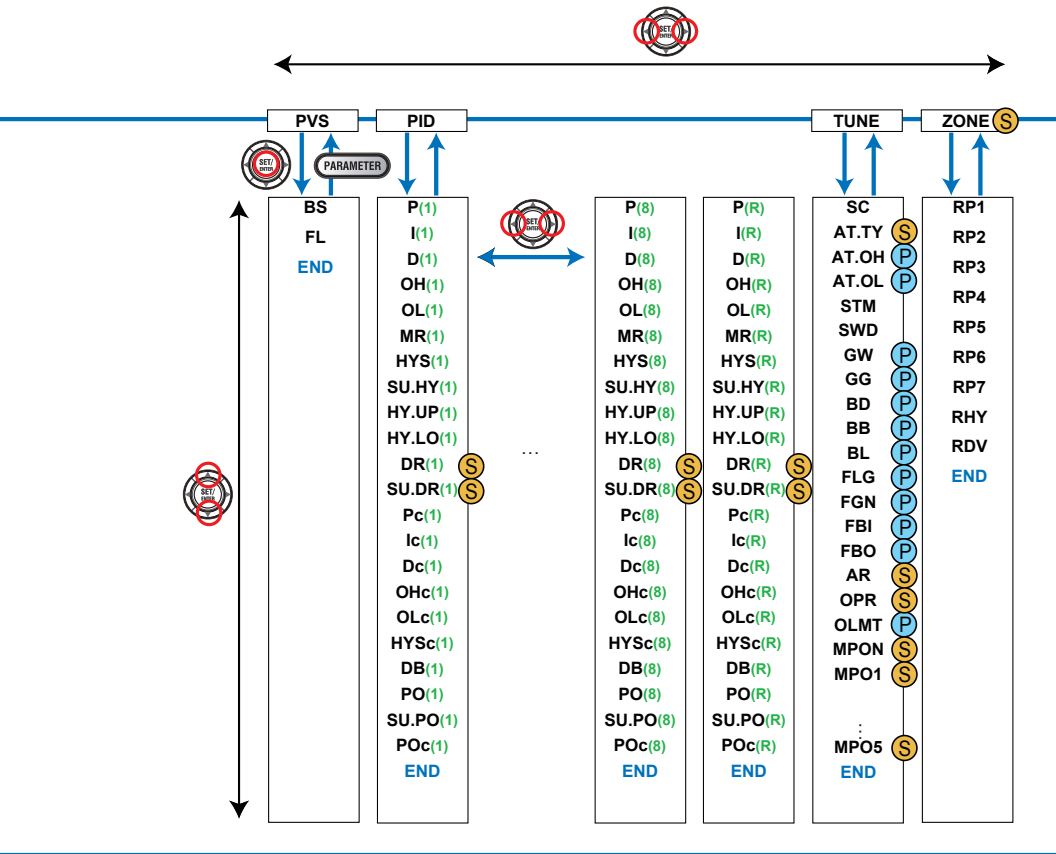 SET/
ENTER
PVS
PID
TUNE
ZONE S
SET/
ENTER
PARAMETER
BS
FL
END
P(1)
I(1)
D(1)
OH(1)
OL(1)
MR(1)
HYS(1)
SU.HY(1)
HY.UP(1)
HY.LO(1)
DR(1) S
SU.DR(1) S
Pc(1)
Ic(1)
Dc(1)
OHc(1)
OLc(1)
HYSc(1)
DB(1)
PO(1)
SU.PO(1)
POc(1)
END
SET/
ENTER
...
P(8)
I(8)
D(8)
OH(8)
OL(8)
MR(8)
HYS(8)
SU.HY(8)
HY.UP(8)
HY.LO(8)
DR(8) S
SU.DR(8) S
Pc(8)
Ic(8)
Dc(8)
OHc(8)
OLc(8)
HYSc(8)
DB(8)
PO(8)
SU.PO(8)
POc(8)
END
P(R)
I(R)
D(R)
OH(R)
OL(R)
MR(R)
HYS(R)
SU.HY(R)
HY.UP(R)
HY.LO(R)
DR(R) S
SU.DR(R) S
Pc(R)
Ic(R)
Dc(R)
OHc(R)
OLc(R)
HYSc(R)
DB(R)
PO(R)
SU.PO(R)
POc(R)
END
SC
AT.TY S
AT.OH P
AT.OL P
STM
SWD
GW P
GG P
BD P
BB P
BL P
FLG P
FGN P
FBI P
FBO P
AR S
OPR S
OLMT P
MPON S
MPO1 S
⋮
MPO5 S
END
RP1
RP2
RP3
RP4
RP5
RP6
RP7
RHY
RDV
END
SET/
ENTER